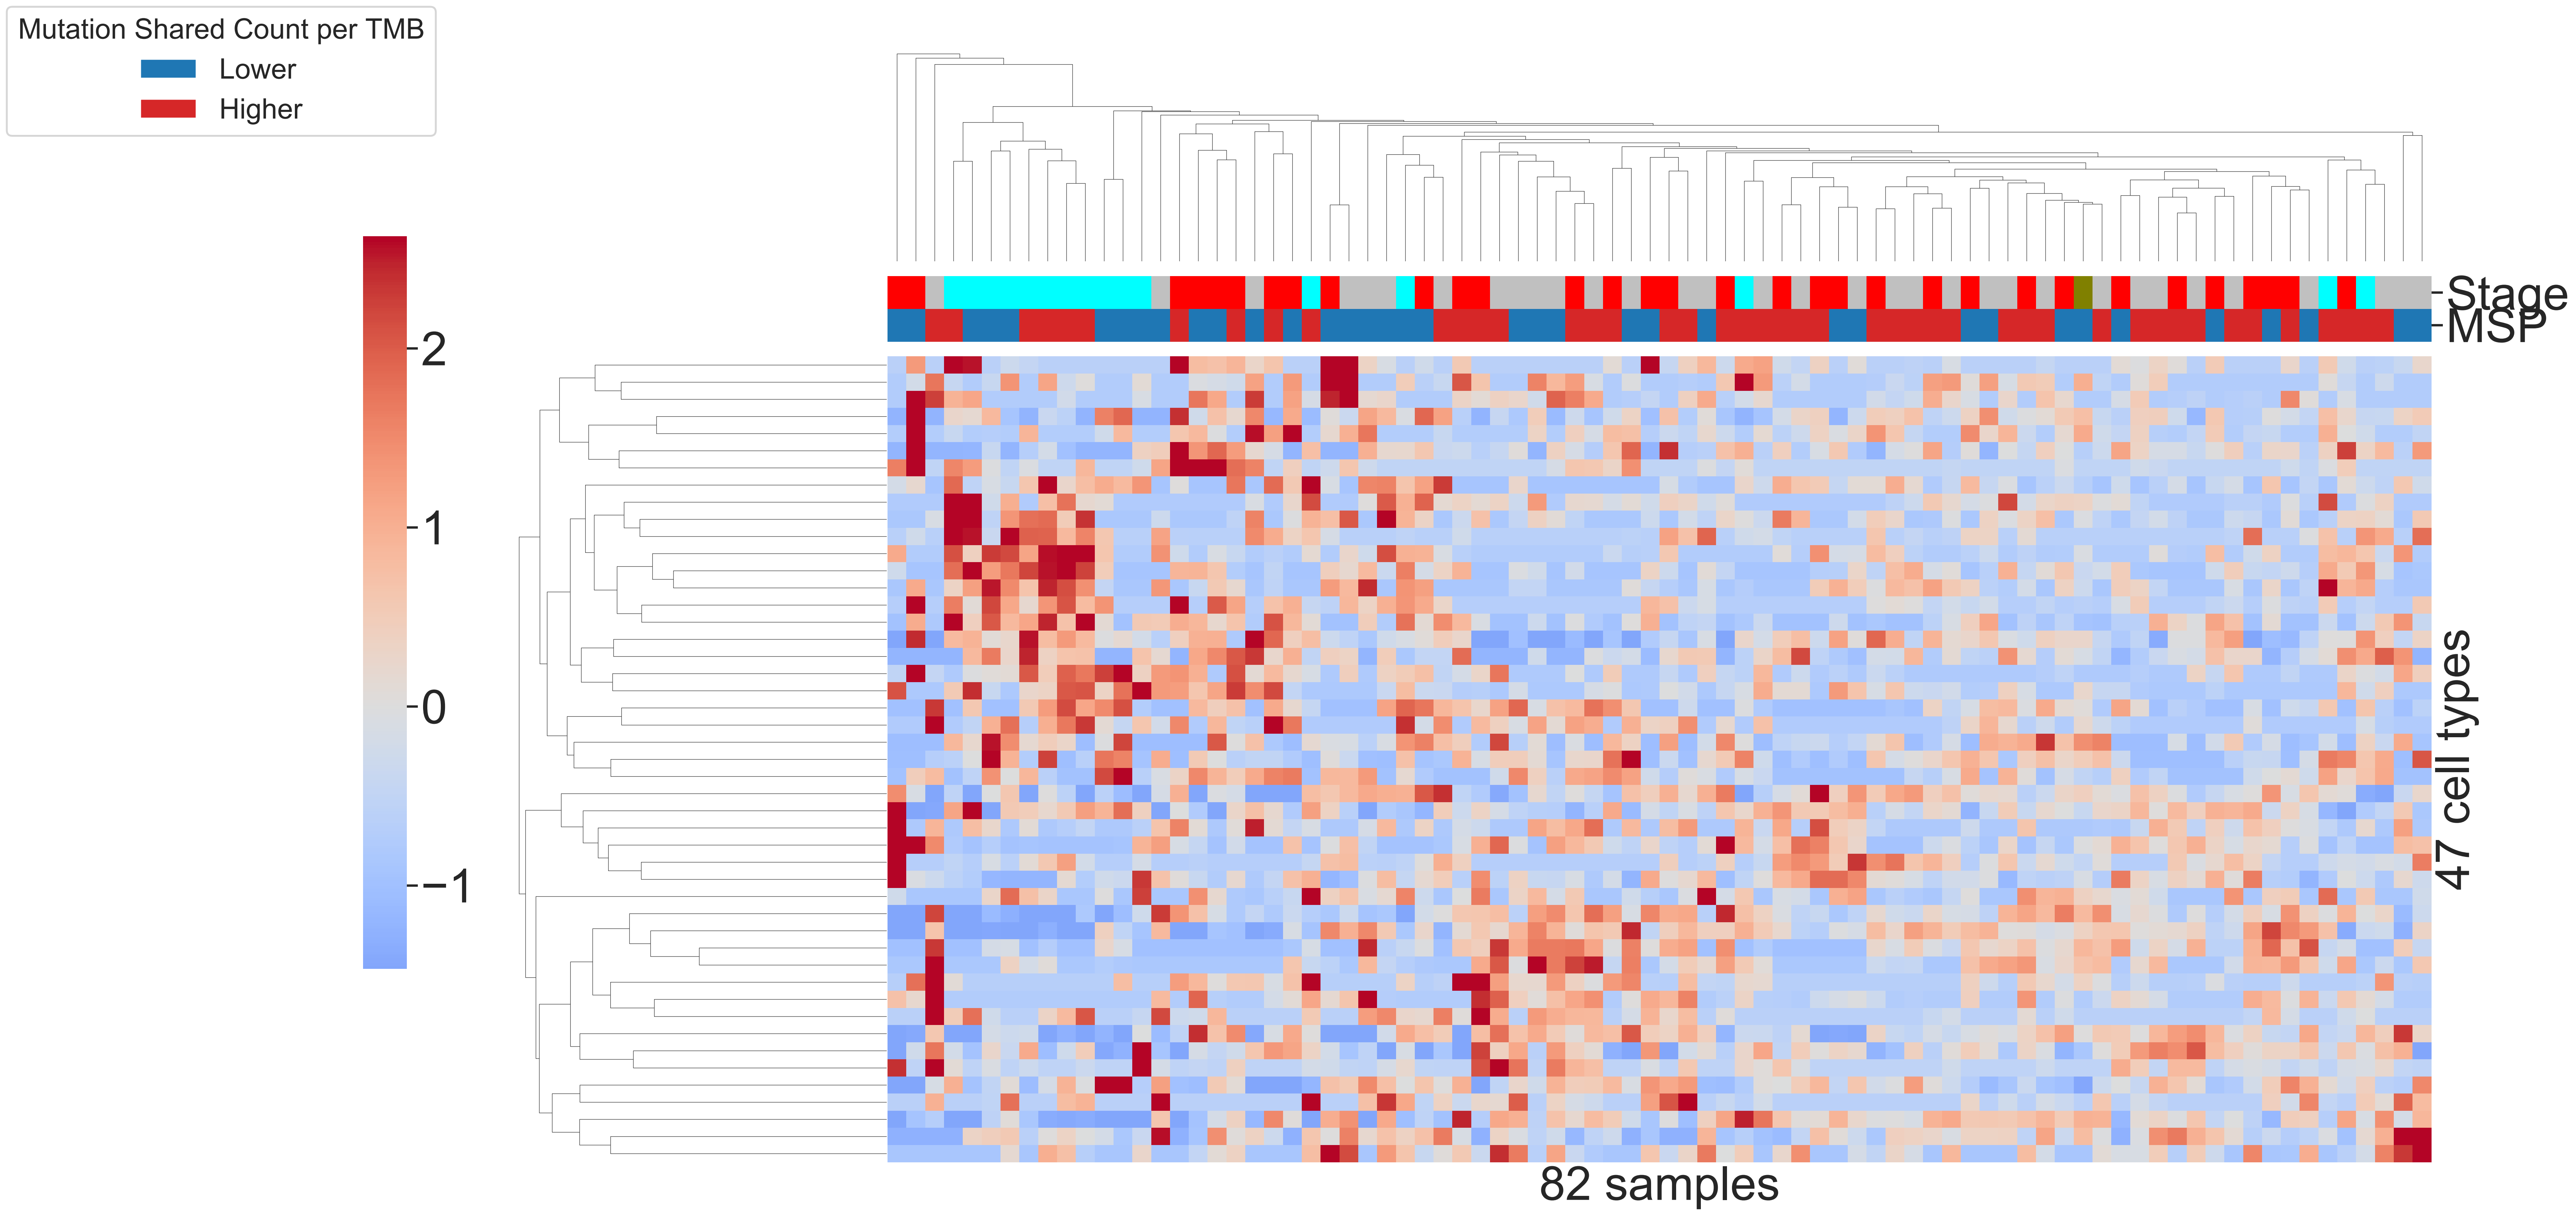 Mutation Shared Count per TMB
Lower
Higher
2
1
0
−1
Stage
MSP
47 cell types
82 samples